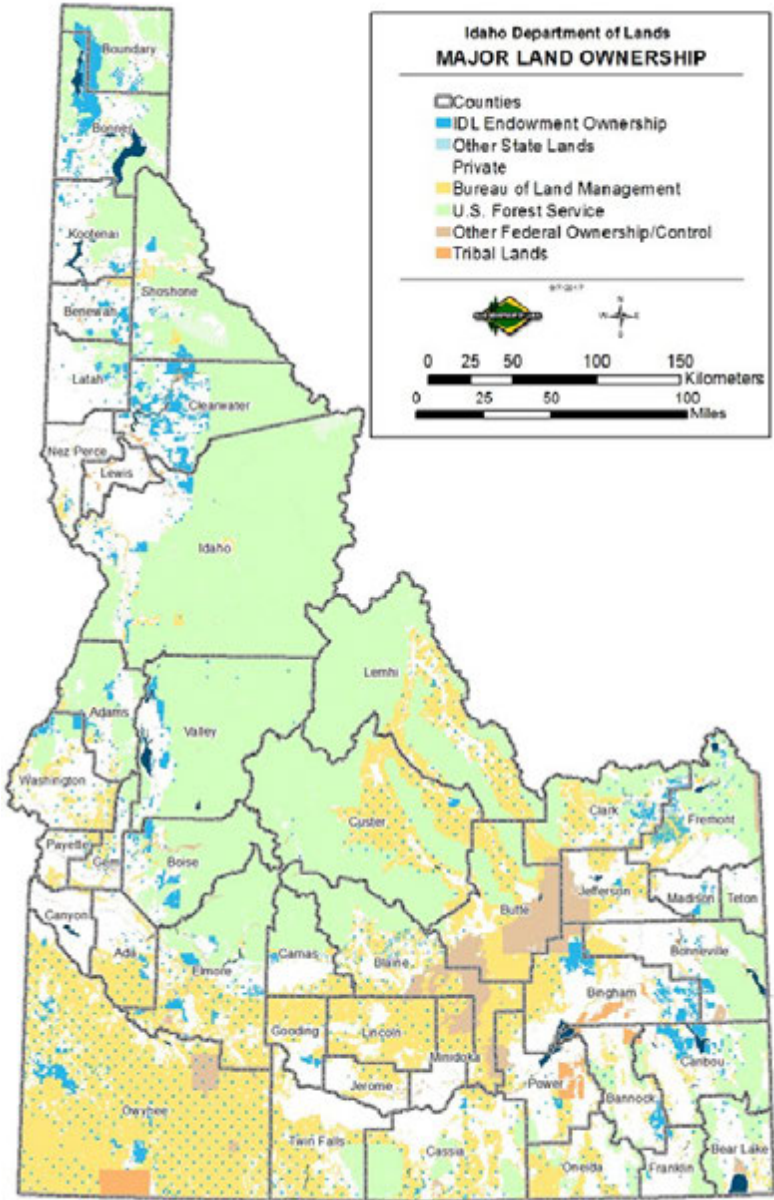 Idaho Department of Lands
MAJOR LAND OWNERSHIP
Counties
IDL Endowment Ownership
Other State Lands
Private
Bureau of Land Management
U.S. Forest Service
Other Federal Ownership/Control
Tribal Lands
N
W E
S
0 25 50 100 150
Kilometers
0 25 50 100
Miles
Boundary
Bonner
Kootenai
Shoshone
Benewah
Latah
Clearwater
Nez Perce
Lewis
Idaho
Lemhi
Adams
Valley
Washington
Custer
Clark
Fremont
Payette
Gem
Boise
Butte
Jefferson
Madison
Teton
Canyon
Ada
Elmore
Camas
Blaine
Bonneville
Bingham
Gooding
Lincoln
Minidoka
Caribou
Jerome
Power
Bannock
Owyhee
Twin Falls
Cassia
Oneida
Franklin
Bear Lake